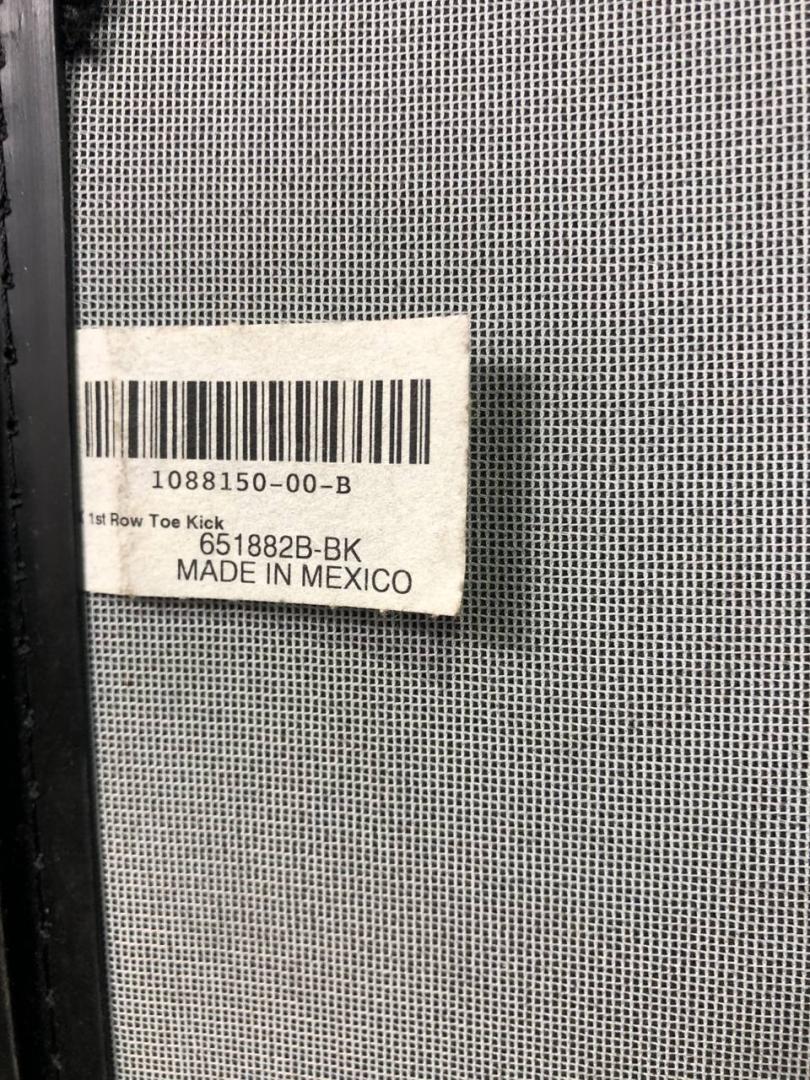 1088150-00-B
1st Row Toe Kick
651882B-BK
MADE IN MEXICO